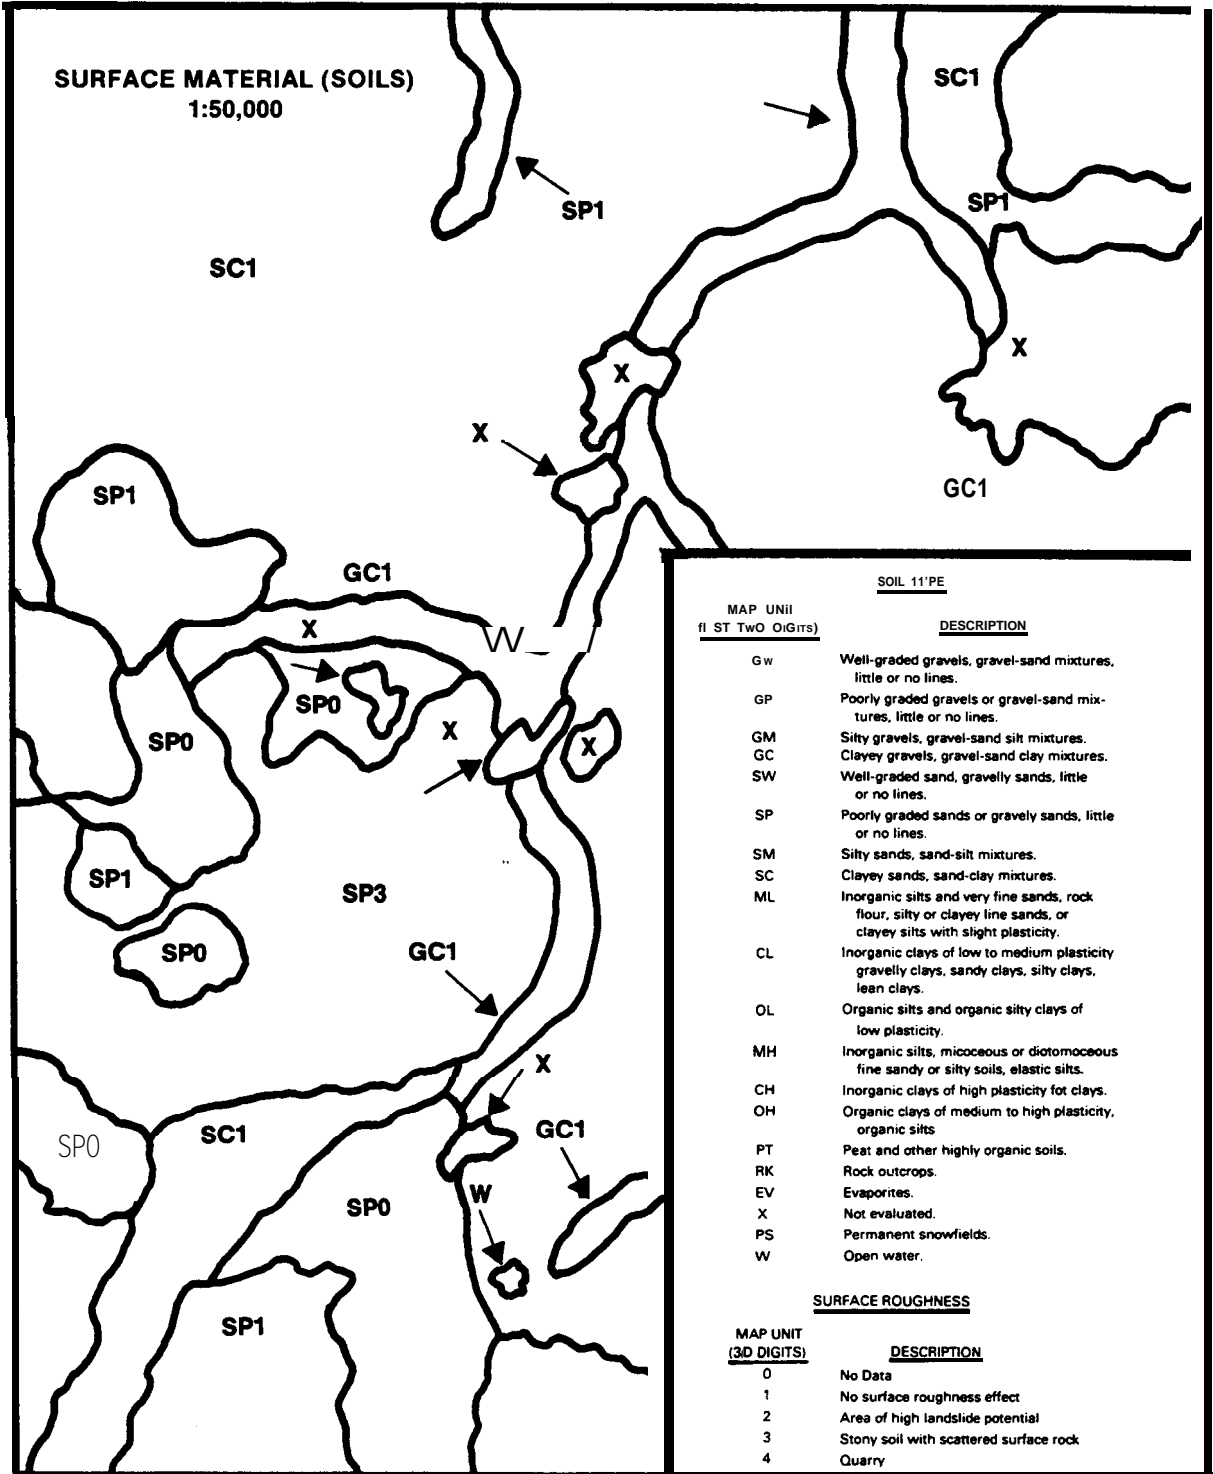 SURFACE MATERIAL (SOILS)
1:50,000
SC1
SP1
SP1
SC1
X
X
X
GC1
SP1
GC1
X
SP0
X
X
SP0
SP1
SP3
SP0
GC1
X
SC1
GC1
SP0
SP0
W
SP1
SOIL 11'PE
MAP UNil
fl ST TwO OiGITS)
DESCRIPTION
Gw Well-graded gravels, gravel-sand mixtures,
little or no lines.
GP Poorly graded gravels or gravel-sand mix-
tures, little or no lines.
GM Silty gravels, gravel-sand silt mixtures.
GC Clayey gravels, gravel-sand clay mixtures.
SW Well-graded sand, gravelly sands, little
or no lines.
SP Poorly graded sands or gravely sands, little
or no lines.
SM Silty sands, sand-silt mixtures.
SC Clayey sands, sand-clay mixtures.
ML Inorganic silts and very fine sands, rock
flour, silty or clayey line sands, or
clayey silts with slight plasticity.
CL Inorganic clays of low to medium plasticity
gravelly clays, sandy clays, silty clays,
lean clays.
OL Organic silts and organic silty clays of
low plasticity.
MH Inorganic silts, micoceous or diotomoceous
fine sandy or silty soils, elastic silts.
CH Inorganic clays of high plasticity fot clays.
OH Organic clays of medium to high plasticity,
organic silts
PT Peat and other highly organic soils.
RK Rock outcrops.
EV Evaporites.
X Not evaluated.
PS Permanent snowfields.
W Open water.
SURFACE ROUGHNESS
MAP UNIT
(3D DIGITS)
DESCRIPTION
0 No Data
1 No surface roughness effect
2 Area of high landslide potential
3 Stony soil with scattered surface rock
4 Quarry